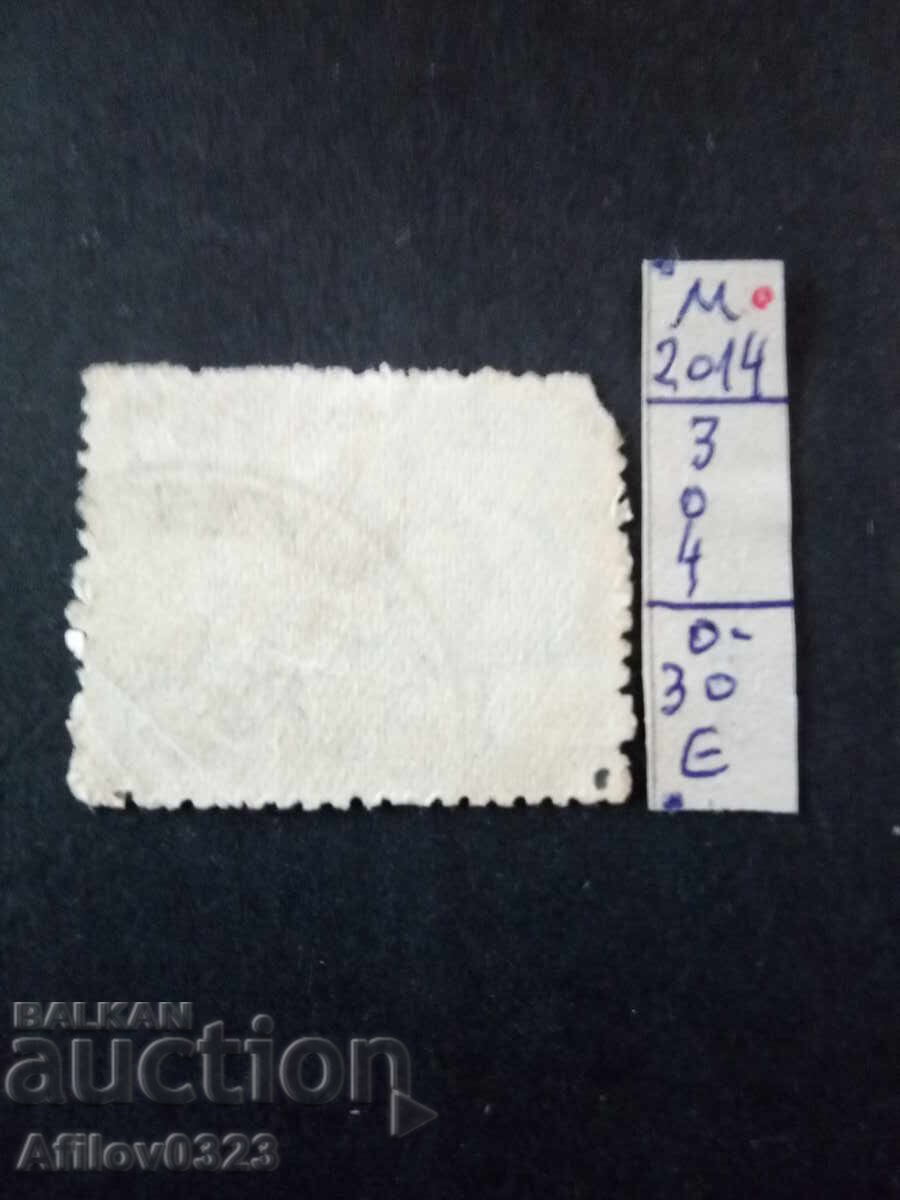 M
2014
3
0
4
0-
30
E
BALKAN
auction
Afilov0323